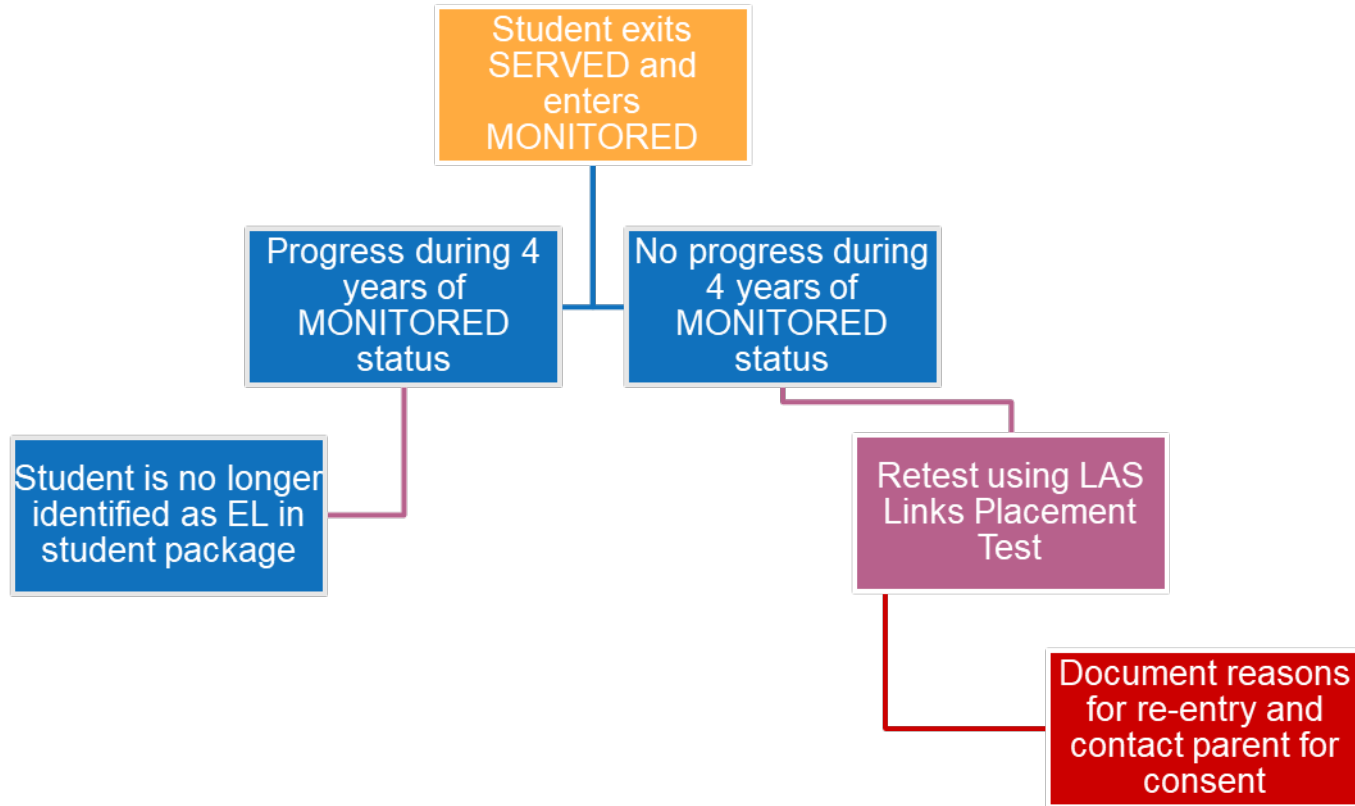 Student exits
SERVED and
enters
MONITORED
Progress during 4
years of
MONITORED
status
No progress during
4 years of
MONITORED
status
Student is no longer
identified as EL in
student package
Retest using LAS
Links Placement
Test
Document reasons
for re-entry and
contact parent for
consent